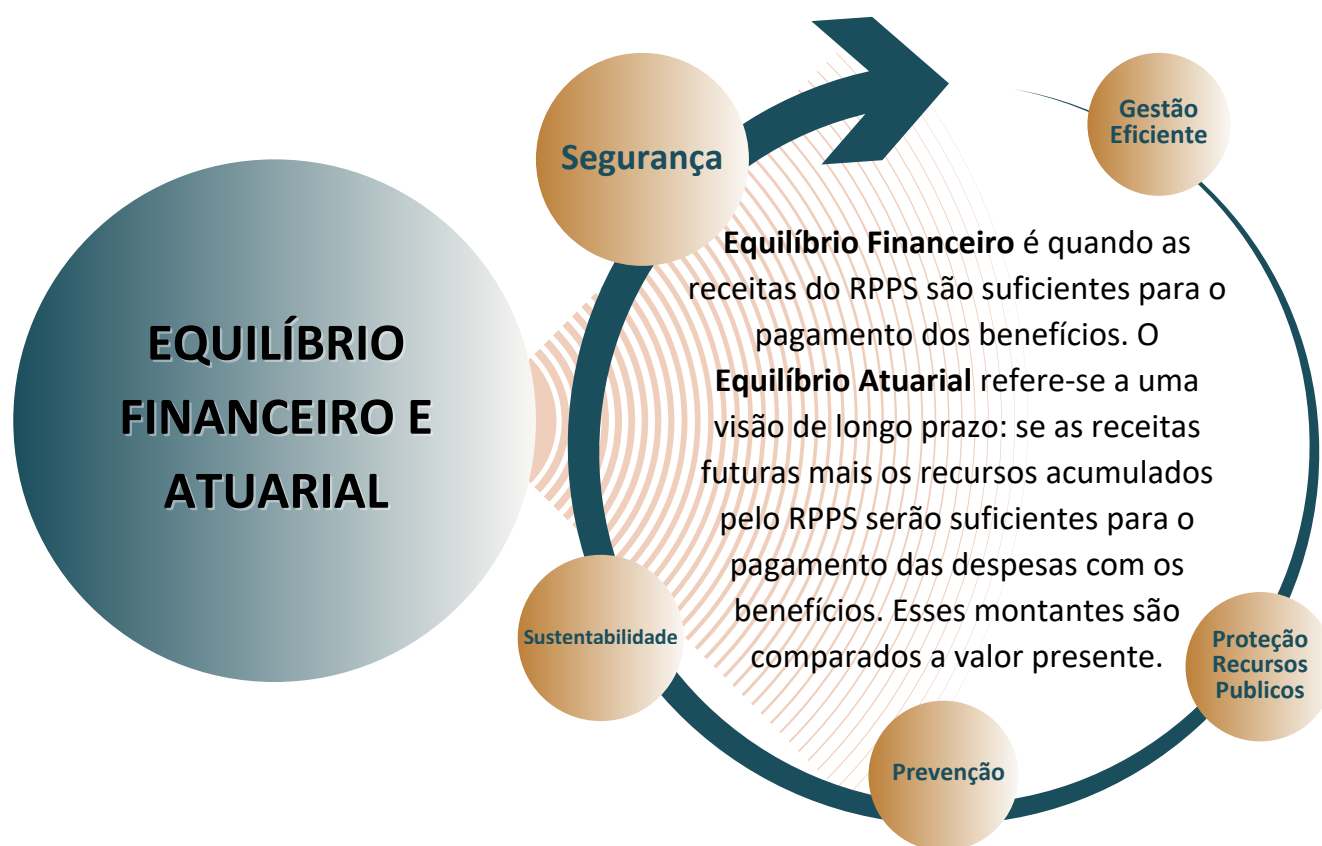 EQUILÍBRIO
FINANCEIRO E
ATUARIAL
Segurança
Gestão
Eficiente
Equilíbrio Financeiro é quando as
receitas do RPPS são suficientes para o
pagamento dos benefícios. O
Equilíbrio Atuarial refere-se a uma
visão de longo prazo: se as receitas
futuras mais os recursos acumulados
pelo RPPS serão suficientes para o
pagamento das despesas com os
benefícios. Esses montantes são
comparados a valor presente.
Sustentabilidade
Proteção
Recursos
Publicos
Prevenção